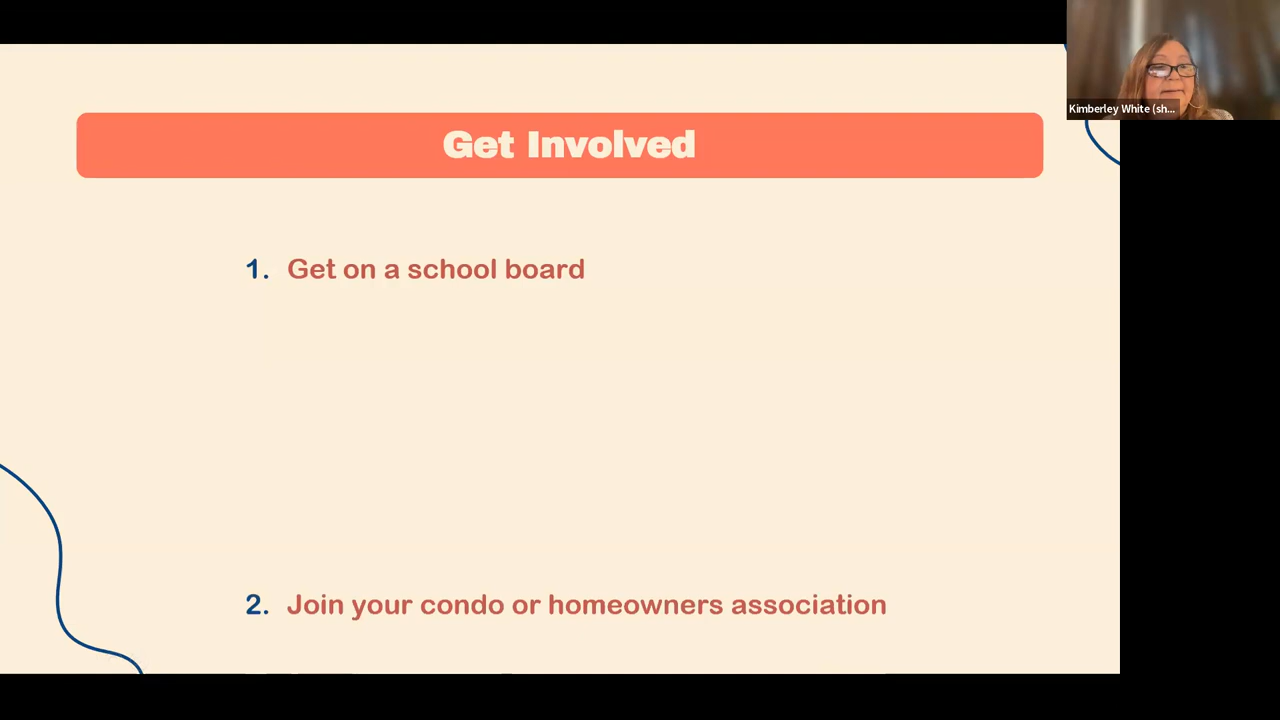 Get Involved
Kimberley White (sh...
1. Get on a school board
2. Join your condo or homeowners association